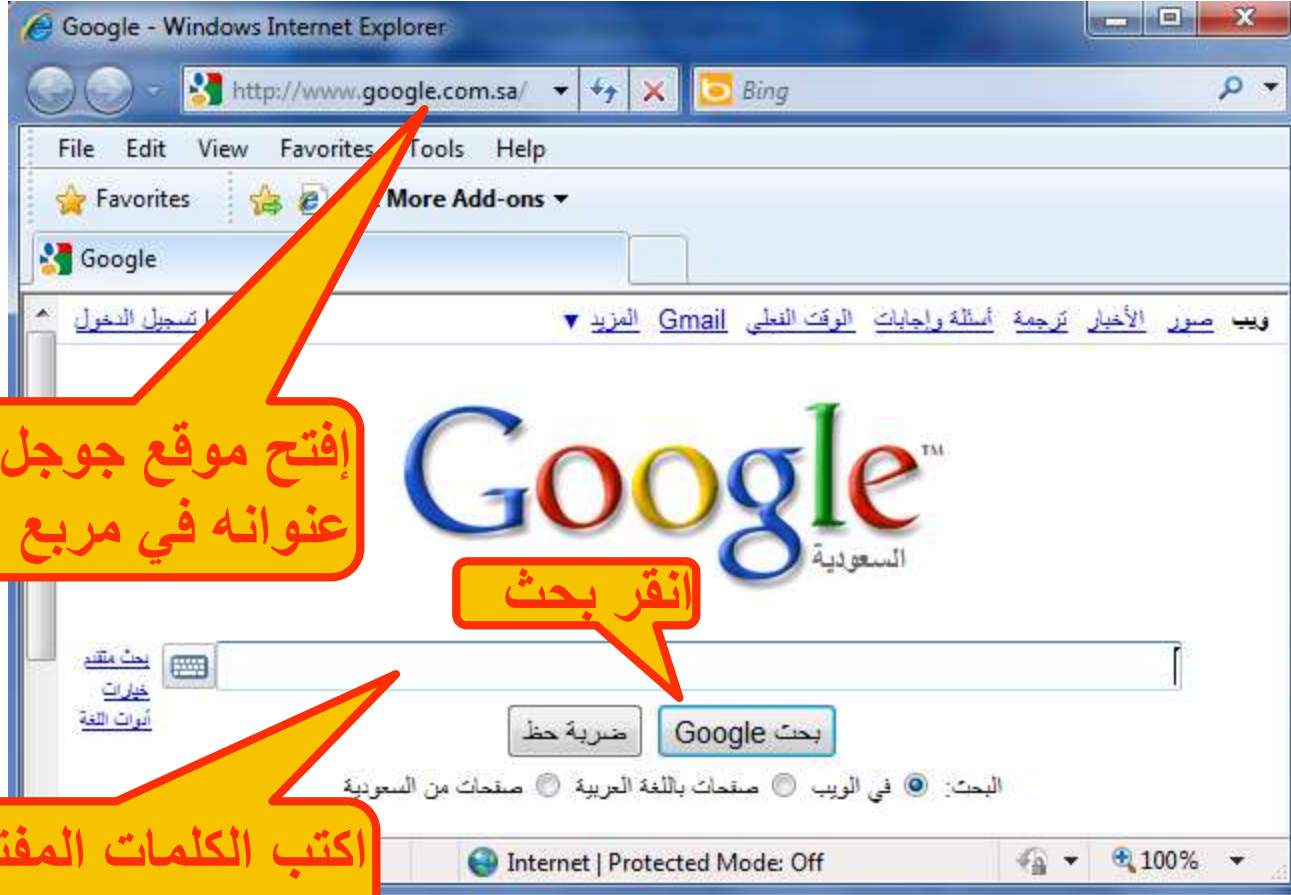 Google - Windows Internet Explorer
http://www.google.com.sa/
Bing
File Edit View Favorites Tools Help
Favorites More Add-ons
Google
ويب صور الأخبار ترجمة أسئلة وإجابات الوقت الفعلي Gmail المزيد ▼
تسجيل الدخول
Google™
السعودية
إفتح موقع جوجل
عنوانه في مربع
انقر بحث
بحث متقدم
خيارات
أدوات اللغة
بحث Google ضربة حظ
البحث: في الويب صفحات باللغة العربية صفحات من السعودية
اكتب الكلمات
Internet | Protected Mode: Off
100%